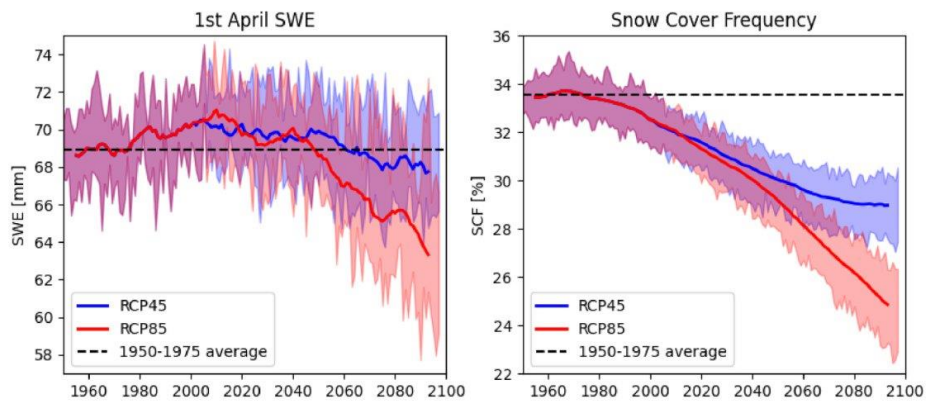 1st April SWE
SWE [mm]
74
72
70
68
66
64
62
60
58
RCP45
RCP85
1950-1975 average
1960 1980 2000 2020 2040 2060 2080 2100
Snow Cover Frequency
SCF [%]
36
34
32
30
28
26
24
22
RCP45
RCP85
1950-1975 average
1960 1980 2000 2020 2040 2060 2080 2100